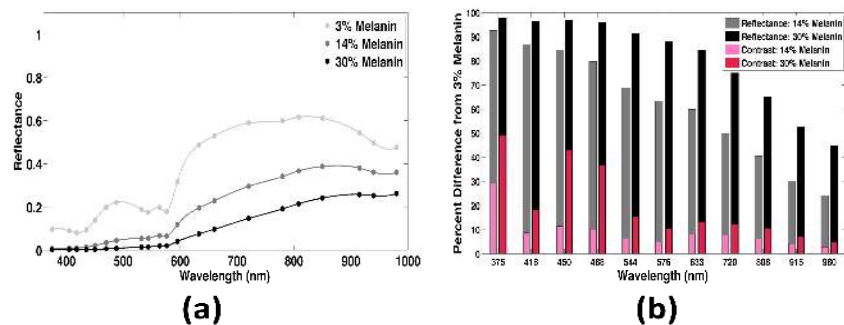 1
0.8
0.6
0.4
0.2
0
Reflectance
3% Melanin
14% Melanin
30% Melanin
400 500 600 700 800 900 1000
Wavelength (nm)
(a)
100
90
80
70
60
50
40
30
20
10
0
Percent Difference from 3% Melanin
Reflectance: 14% Melanin
Reflectance: 30% Melanin
Contrast: 14% Melanin
Contrast: 30% Melanin
375 418 450 488 544 576 633 720 808 915 980
Wavelength (nm)
(b)